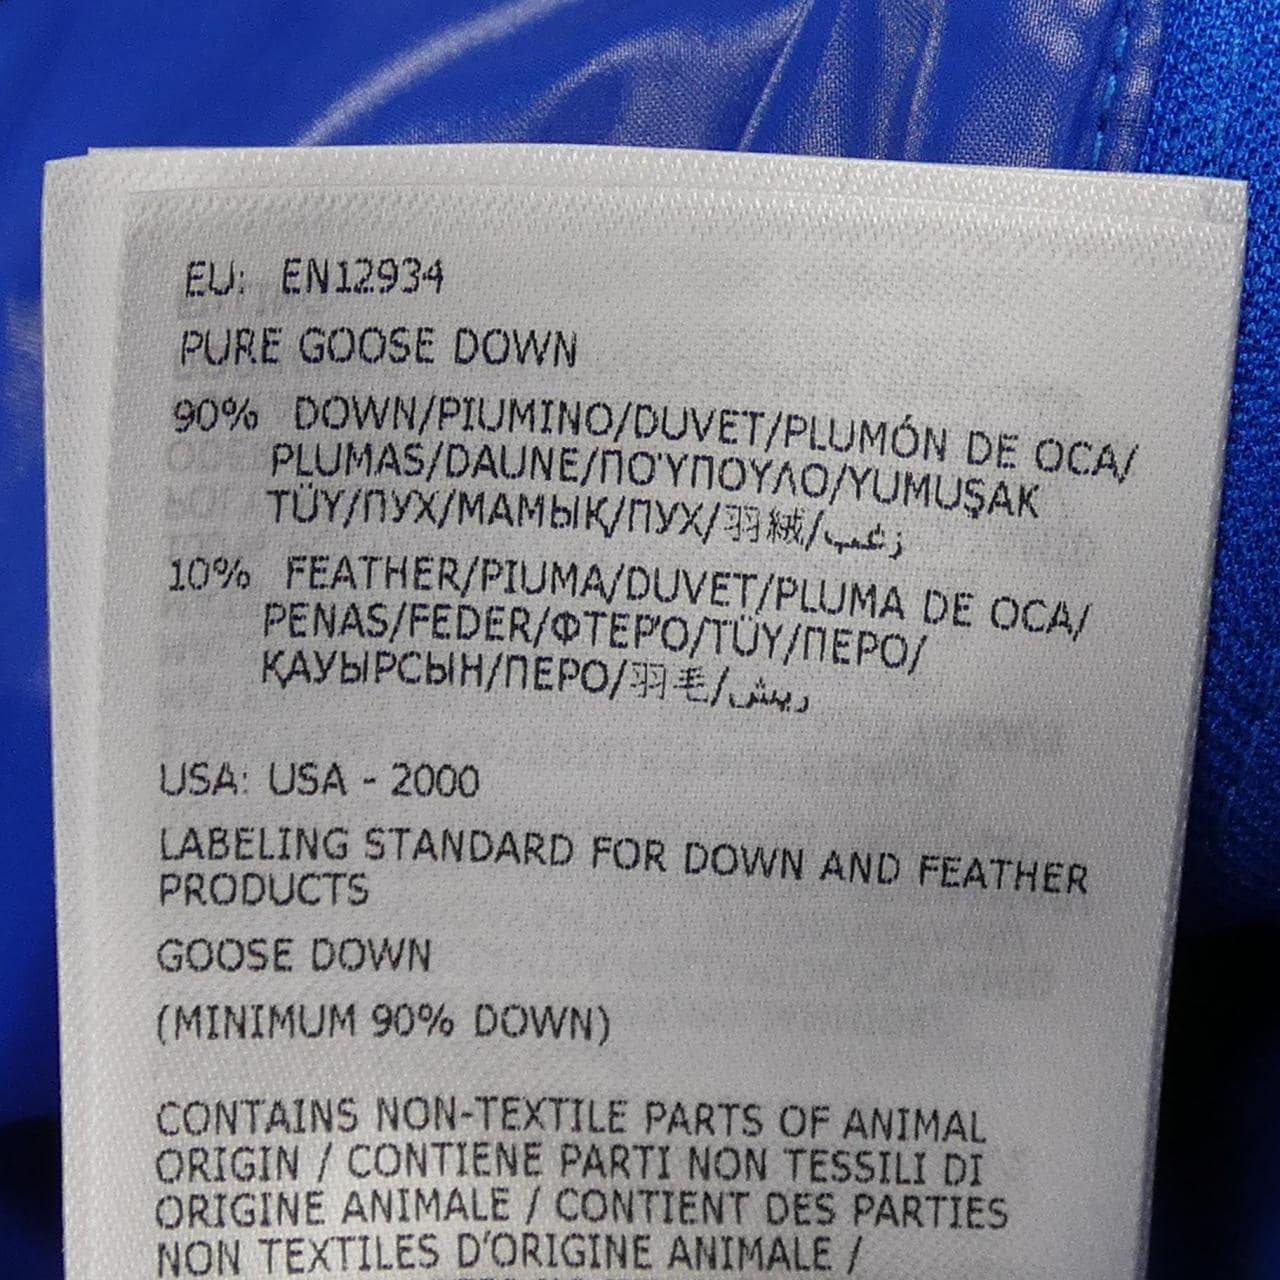 EU: EN12934
PURE GOOSE DOWN
90% DOWN/PIUMINO/DUVET/PLUMÓN DE OCA/
PLUMAS/DAUNE/ΠΟΎΠΟΥΛΟ/YUMUŞAK
TÜY/ПУХ/МАМЫҚ/ПУХ/羽絨/زغب
10% FEATHER/PIUMA/DUVET/PLUMA DE OCA/
PENAS/FEDER/ΦΤΕΡΌ/TÜY/ПЕРО/
ҚАУЫРСЫН/ПЕРО/羽毛/ريش
USA: USA - 2000
LABELING STANDARD FOR DOWN AND FEATHER
PRODUCTS
GOOSE DOWN
(MINIMUM 90% DOWN)
CONTAINS NON-TEXTILE PARTS OF ANIMAL
ORIGIN / CONTIENE PARTI NON TESSILI DI
ORIGINE ANIMALE / CONTIENT DES PARTIES
NON TEXTILES D'ORIGINE ANIMALE /